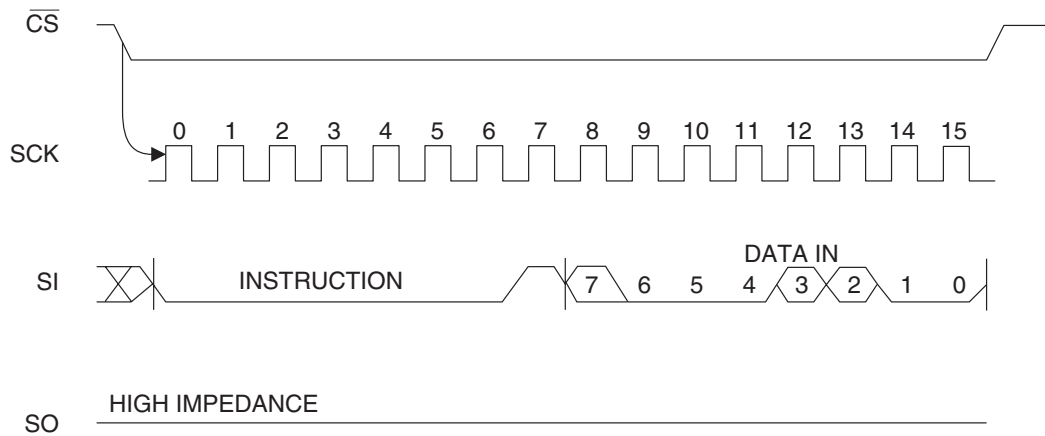 CS
0 1 2 3 4 5 6 7 8 9 10 11 12 13 14 15
SCK
DATA IN
SI
INSTRUCTION
7 6 5 4 3 2 1 0
HIGH IMPEDANCE
SO